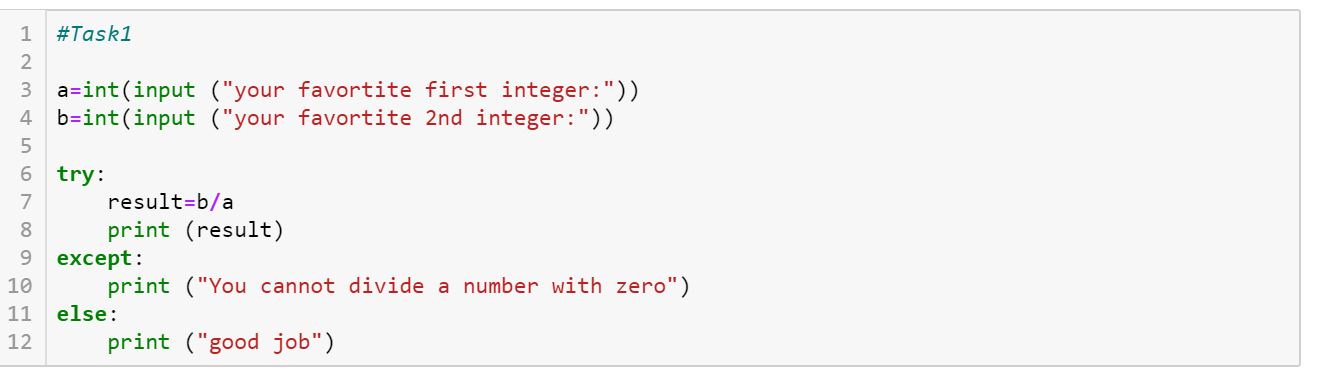 1 #Task1
2
3 a=int(input ("your favortite first integer:"))
4 b=int(input ("your favortite 2nd integer:"))
5
6 try:
7     result=b/a
8     print (result)
9 except:
10     print ("You cannot divide a number with zero")
11 else:
12     print ("good job")